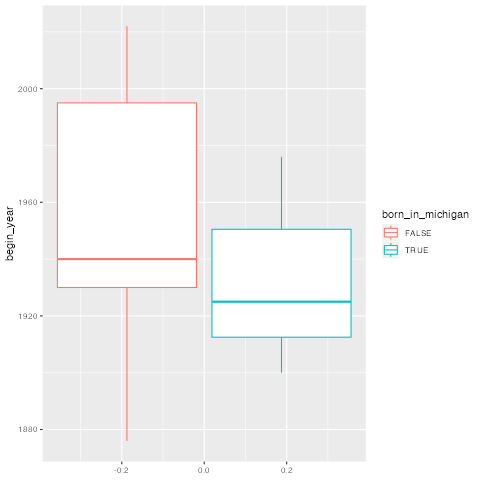 2000
1960
1920
1880
begin_year
-0.2 0.0 0.2
born_in_michigan
FALSE
TRUE